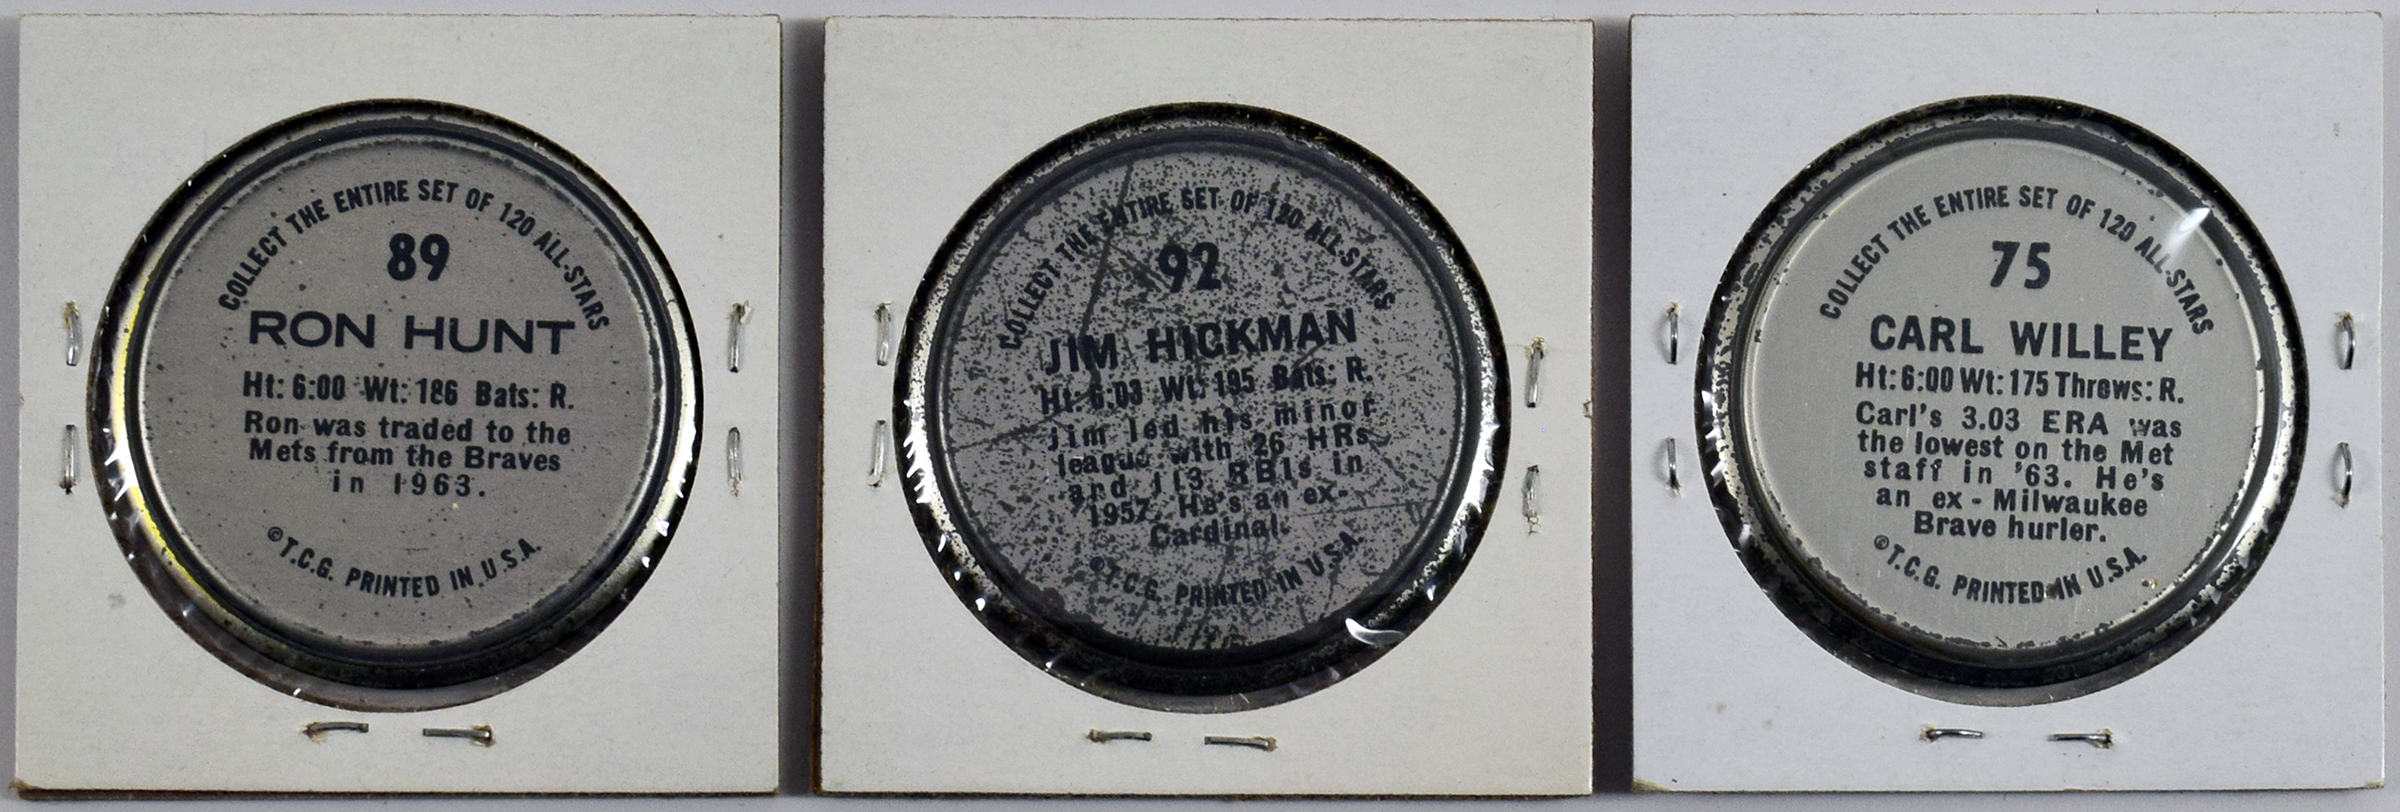 COLLECT THE ENTIRE SET OF 120 ALL-STARS
89
RON HUNT
Ht: 6:00 Wt: 186 Bats: R.
Ron was traded to the
Mets from the Braves
in 1963.
©T.C.G. PRINTED IN U.S.A.
COLLECT THE ENTIRE SET OF 120 ALL-STARS
92
JIM HICKMAN
Ht: 6:03 Wt: 195 Bats: R.
Jim led his minor
league with 26 HRs
and 113 RBIs in
1957. He's an ex-
Cardinal.
©T.C.G. PRINTED IN U.S.A.
COLLECT THE ENTIRE SET OF 120 ALL-STARS
75
CARL WILLEY
Ht: 6:00 Wt: 175 Throws: R.
Carl's 3.03 ERA was
the lowest on the Met
staff in '63. He's
an ex - Milwaukee
Brave hurler.
©T.C.G. PRINTED IN U.S.A.